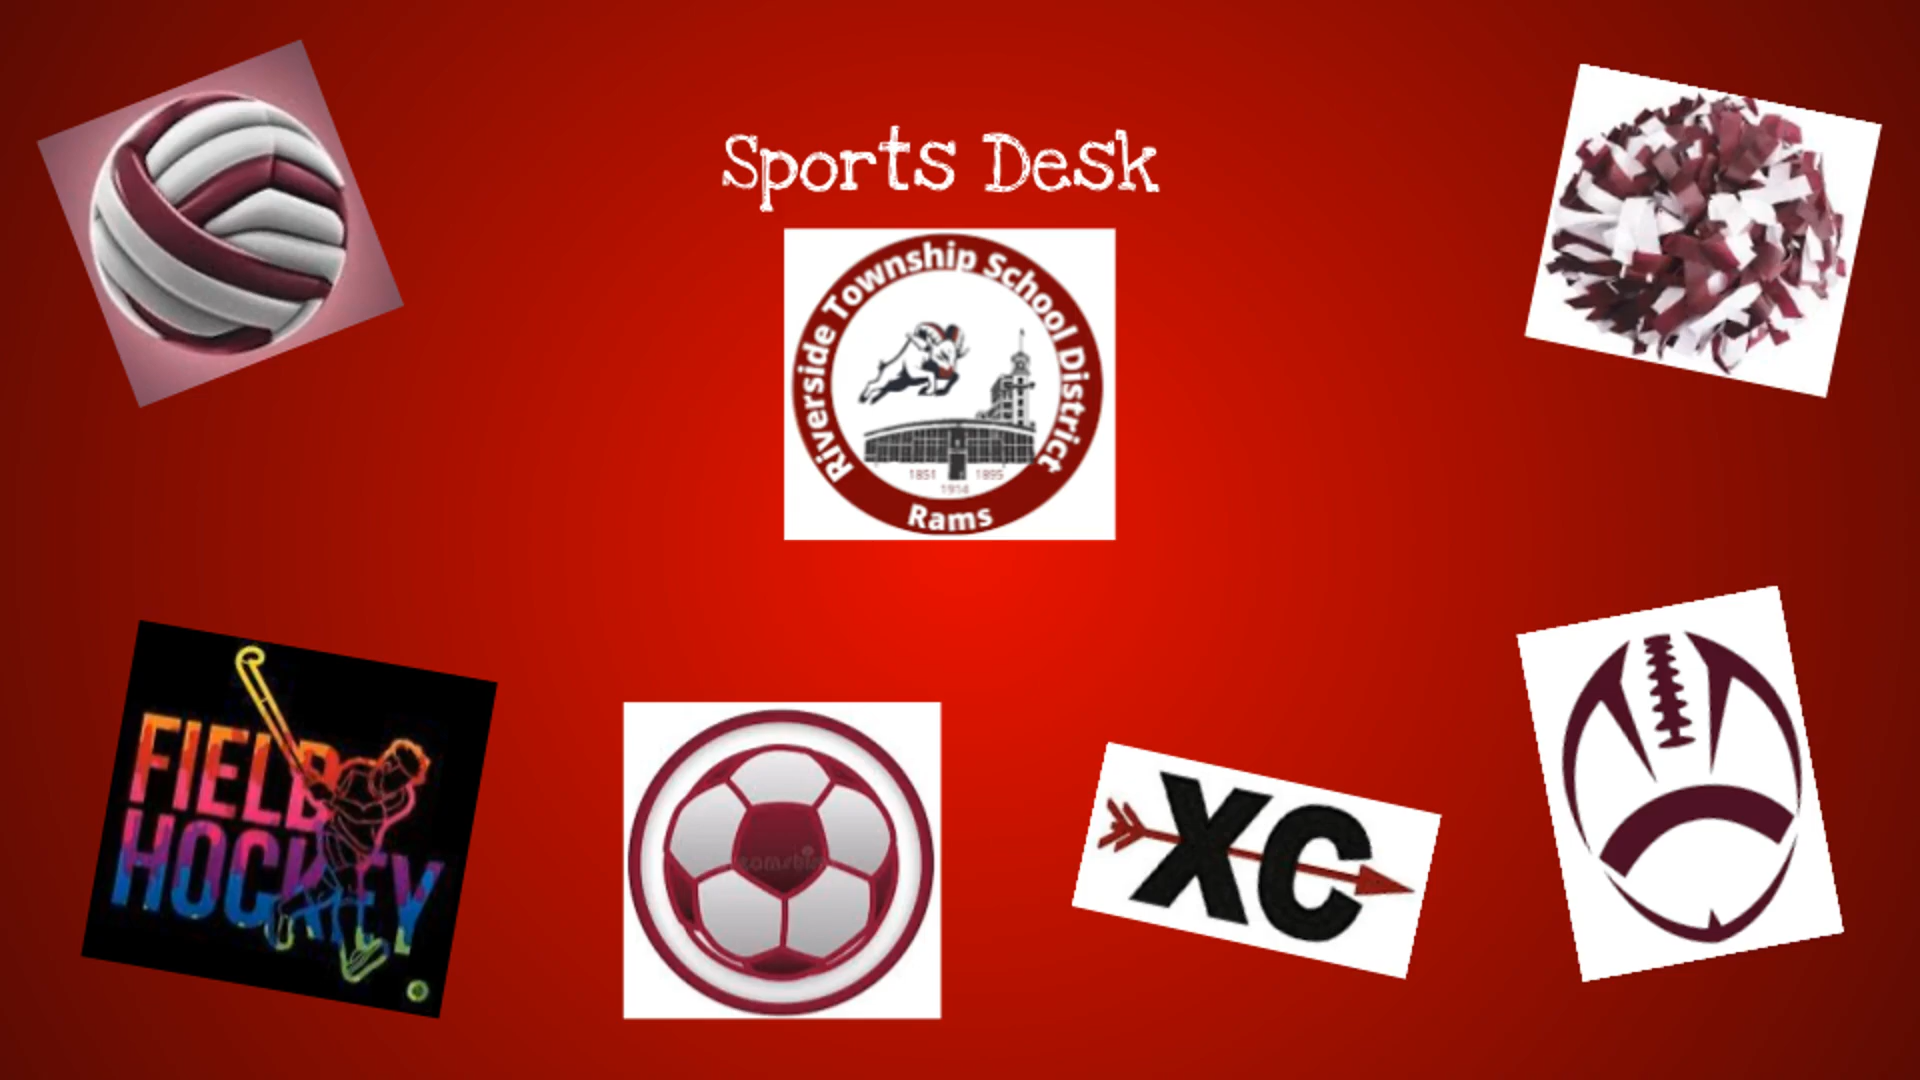 Sports Desk
Riverside Township School District
1851 1895
1914
Rams
FIELD
HOCKEY
XC